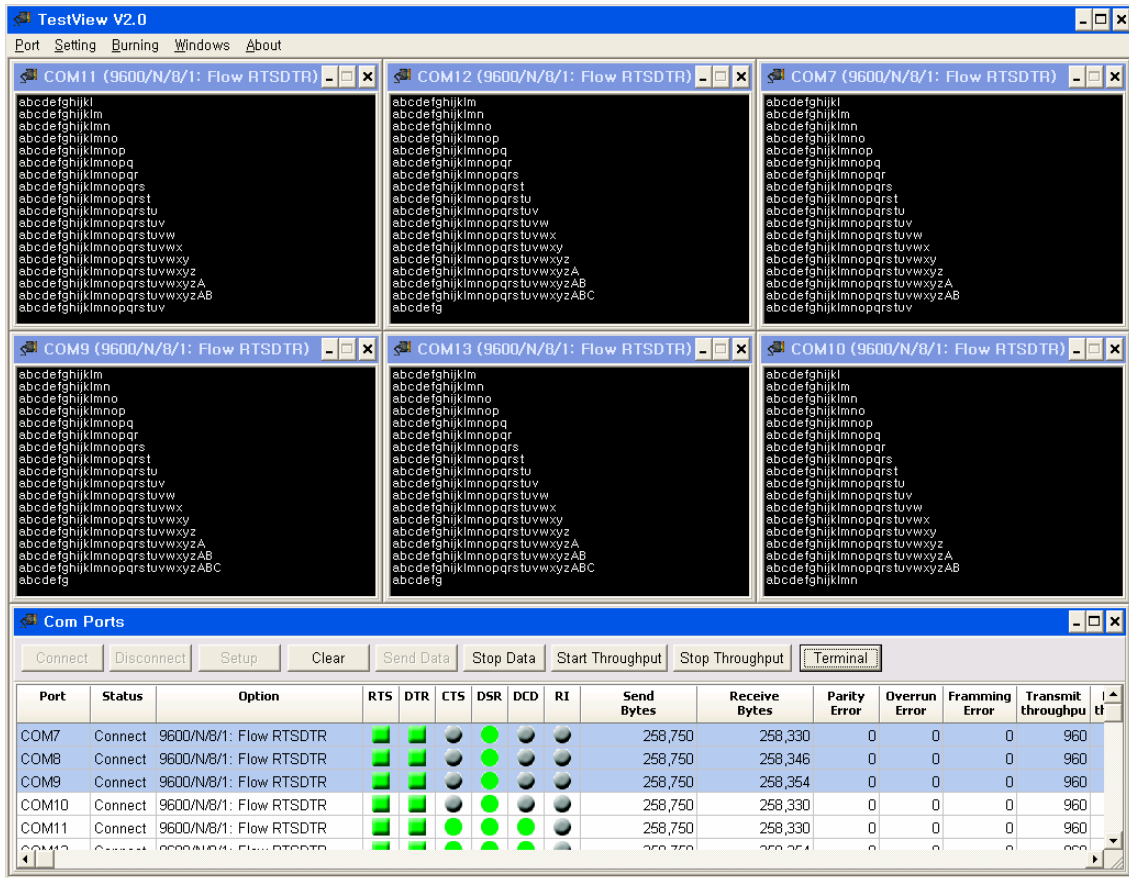 TestView V2.0
Port Setting Burning Windows About
COM11 (9600/N/8/1: Flow RTSDTR)
abcdefghijkl
abcdefghijklm
abcdefghijklmn
abcdefghijklmno
abcdefghijklmnop
abcdefghijklmnopq
abcdefghijklmnopqr
abcdefghijklmnopqrs
abcdefghijklmnopqrst
abcdefghijklmnopqrstu
abcdefghijklmnopqrstuv
abcdefghijklmnopqrstuvw
abcdefghijklmnopqrstuvwx
abcdefghijklmnopqrstuvwxy
abcdefghijklmnopqrstuvwxyz
abcdefghijklmnopqrstuvwxyzA
abcdefghijklmnopqrstuvwxyzAB
abcdefghijklmnopqrstuv
COM12 (9600/N/8/1: Flow RTSDTR)
abcdefghijklm
abcdefghijklmn
abcdefghijklmno
abcdefghijklmnop
abcdefghijklmnopq
abcdefghijklmnopqr
abcdefghijklmnopqrs
abcdefghijklmnopqrst
abcdefghijklmnopqrstu
abcdefghijklmnopqrstuv
abcdefghijklmnopqrstuvw
abcdefghijklmnopqrstuvwx
abcdefghijklmnopqrstuvwxy
abcdefghijklmnopqrstuvwxyz
abcdefghijklmnopqrstuvwxyzA
abcdefghijklmnopqrstuvwxyzAB
abcdefghijklmnopqrstuvwxyzABC
abcdefg
COM7 (9600/N/8/1: Flow RTSDTR)
abcdefghijkl
abcdefghijklm
abcdefghijklmn
abcdefghijklmno
abcdefghijklmnop
abcdefghijklmnopq
abcdefghijklmnopqr
abcdefghijklmnopqrs
abcdefghijklmnopqrst
abcdefghijklmnopqrstu
abcdefghijklmnopqrstuv
abcdefghijklmnopqrstuvw
abcdefghijklmnopqrstuvwx
abcdefghijklmnopqrstuvwxy
abcdefghijklmnopqrstuvwxyz
abcdefghijklmnopqrstuvwxyzA
abcdefghijklmnopqrstuvwxyzAB
abcdefghijklmnopqrstuv
COM9 (9600/N/8/1: Flow RTSDTR)
abcdefghijklm
abcdefghijklmn
abcdefghijklmno
abcdefghijklmnop
abcdefghijklmnopq
abcdefghijklmnopqr
abcdefghijklmnopqrs
abcdefghijklmnopqrst
abcdefghijklmnopqrstu
abcdefghijklmnopqrstuv
abcdefghijklmnopqrstuvw
abcdefghijklmnopqrstuvwx
abcdefghijklmnopqrstuvwxy
abcdefghijklmnopqrstuvwxyz
abcdefghijklmnopqrstuvwxyzA
abcdefghijklmnopqrstuvwxyzAB
abcdefghijklmnopqrstuvwxyzABC
abcdefg
COM13 (9600/N/8/1: Flow RTSDTR)
abcdefghijklm
abcdefghijklmn
abcdefghijklmno
abcdefghijklmnop
abcdefghijklmnopq
abcdefghijklmnopqr
abcdefghijklmnopqrs
abcdefghijklmnopqrst
abcdefghijklmnopqrstu
abcdefghijklmnopqrstuv
abcdefghijklmnopqrstuvw
abcdefghijklmnopqrstuvwx
abcdefghijklmnopqrstuvwxy
abcdefghijklmnopqrstuvwxyz
abcdefghijklmnopqrstuvwxyzA
abcdefghijklmnopqrstuvwxyzAB
abcdefghijklmnopqrstuvwxyzABC
abcdefg
COM10 (9600/N/8/1: Flow RTSDTR)
abcdefghijkl
abcdefghijklm
abcdefghijklmn
abcdefghijklmno
abcdefghijklmnop
abcdefghijklmnopq
abcdefghijklmnopqr
abcdefghijklmnopqrs
abcdefghijklmnopqrst
abcdefghijklmnopqrstu
abcdefghijklmnopqrstuv
abcdefghijklmnopqrstuvw
abcdefghijklmnopqrstuvwx
abcdefghijklmnopqrstuvwxy
abcdefghijklmnopqrstuvwxyz
abcdefghijklmnopqrstuvwxyzA
abcdefghijklmnopqrstuvwxyzAB
abcdefghijklmn
Com Ports
Connect Disconnect Setup Clear Send Data Stop Data Start Throughput Stop Throughput Terminal
Port Status Option RTS DTR CTS DSR DCD RI Send Bytes Receive Bytes Parity Error Overrun Error Framming Error Transmit throughpu
COM7 Connect 9600/N/8/1: Flow RTSDTR 258,750 258,330 0 0 0 960
COM8 Connect 9600/N/8/1: Flow RTSDTR 258,750 258,346 0 0 0 960
COM9 Connect 9600/N/8/1: Flow RTSDTR 258,750 258,354 0 0 0 960
COM10 Connect 9600/N/8/1: Flow RTSDTR 258,750 258,330 0 0 0 960
COM11 Connect 9600/N/8/1: Flow RTSDTR 258,750 258,330 0 0 0 960